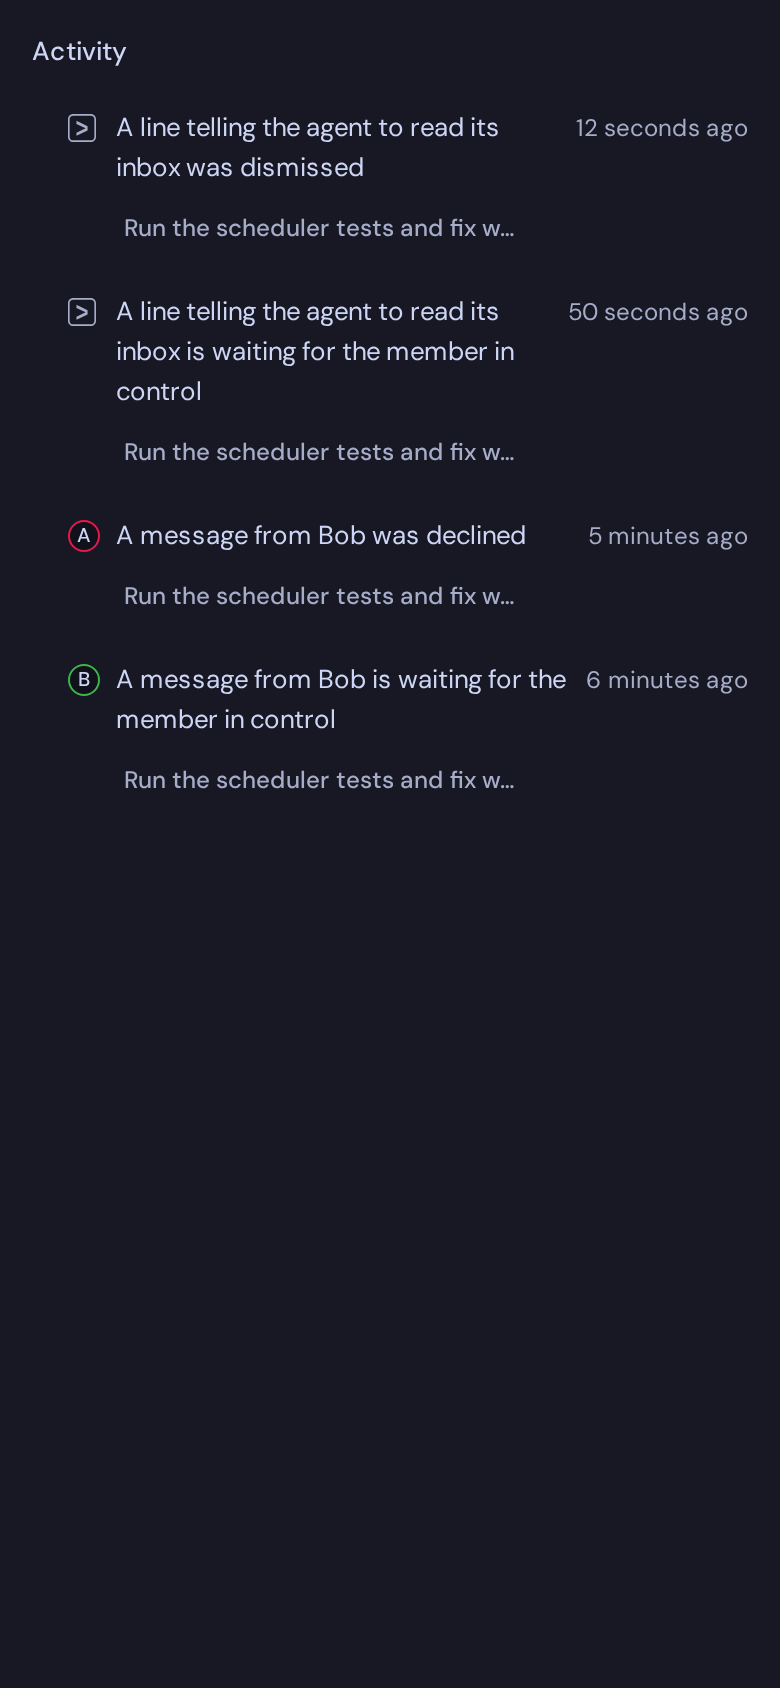 Activity
A line telling the agent to read its 12 seconds ago
inbox was dismissed
Run the scheduler tests and fix w...
A line telling the agent to read its 50 seconds ago
inbox is waiting for the member in
control
Run the scheduler tests and fix w...
A A message from Bob was declined 5 minutes ago
Run the scheduler tests and fix w...
B A message from Bob is waiting for the 6 minutes ago
member in control
Run the scheduler tests and fix w...